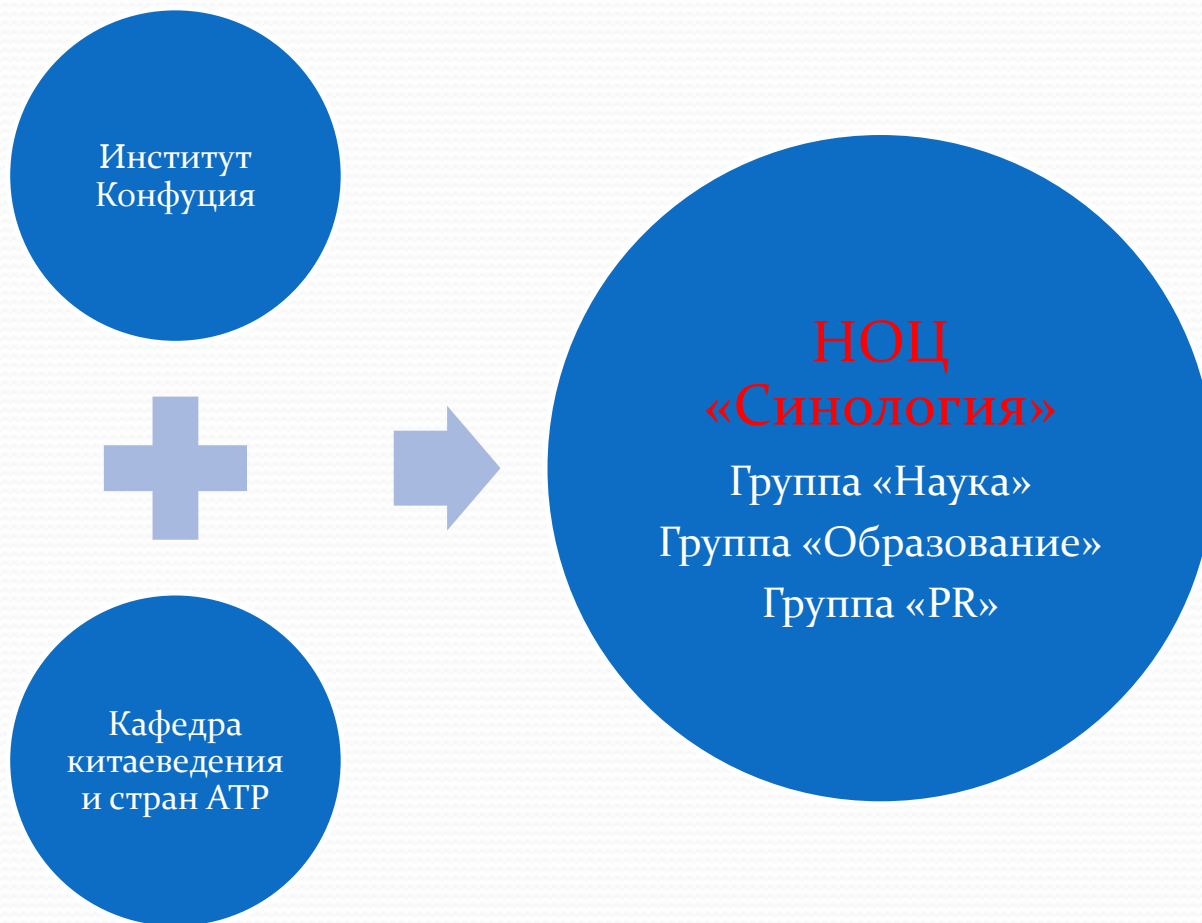 Институт
Конфуция
Кафедра
китаеведения
и стран АТР
НОЦ
«Синология»
Группа «Наука»
Группа «Образование»
Группа «PR»